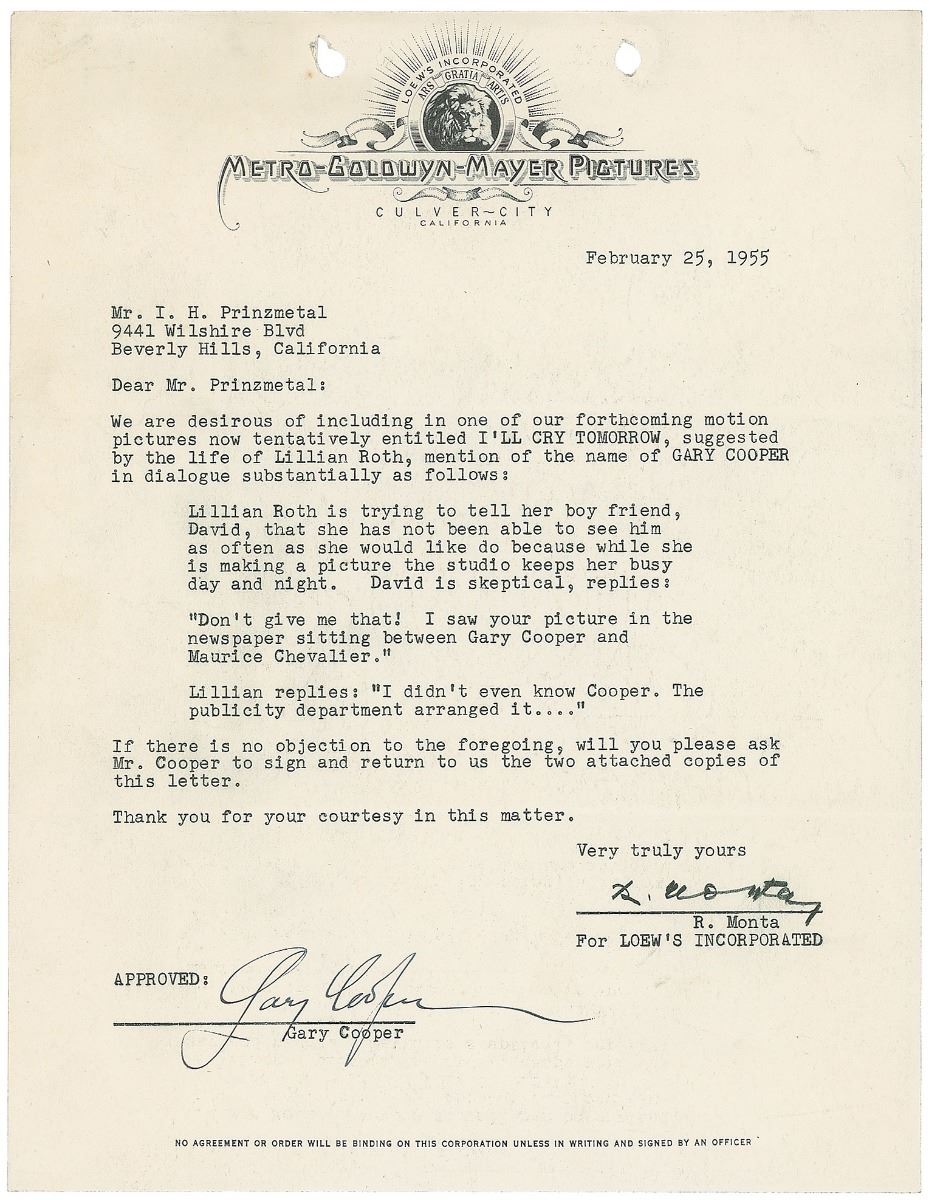 LOEW'S INCORPORATED
ARS GRATIA ARTIS
METRO-GOLDWYN-MAYER PICTURES
CULVER~CITY
CALIFORNIA
February 25, 1955
Mr. I. H. Prinzmetal
9441 Wilshire Blvd
Beverly Hills, California
Dear Mr. Prinzmetal:
We are desirous of including in one of our forthcoming motion
pictures now tentatively entitled I'LL CRY TOMORROW, suggested
by the life of Lillian Roth, mention of the name of GARY COOPER
in dialogue substantially as follows:
Lillian Roth is trying to tell her boy friend,
David, that she has not been able to see him
as often as she would like do because while she
is making a picture the studio keeps her busy
day and night. David is skeptical, replies:
"Don't give me that! I saw your picture in the
newspaper sitting between Gary Cooper and
Maurice Chevalier."
Lillian replies: "I didn't even know Cooper. The
publicity department arranged it...."
If there is no objection to the foregoing, will you please ask
Mr. Cooper to sign and return to us the two attached copies of
this letter.
Thank you for your courtesy in this matter.
Very truly yours
R. Monta
R. Monta
For LOEW'S INCORPORATED
APPROVED: Gary Cooper
Gary Cooper
NO AGREEMENT OR ORDER WILL BE BINDING ON THIS CORPORATION UNLESS IN WRITING AND SIGNED BY AN OFFICER